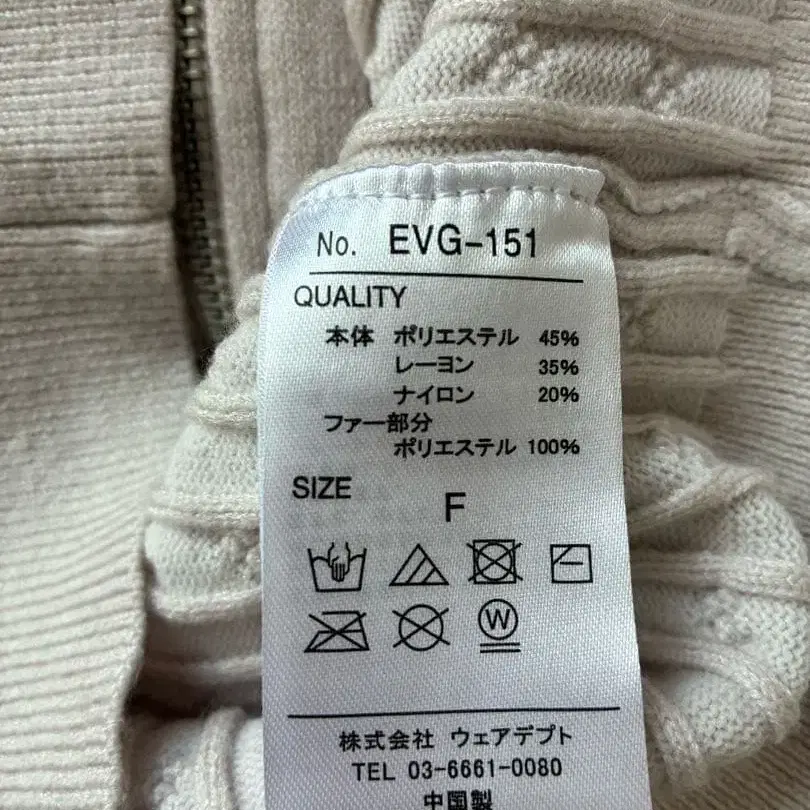 No. EVG-151
QUALITY
本体 ポリエステル 45%
レーヨン 35%
ナイロン 20%
ファー部分
ポリエステル 100%
SIZE
F
W
株式会社 ウェアデプト
TEL 03-6661-0080
中国製